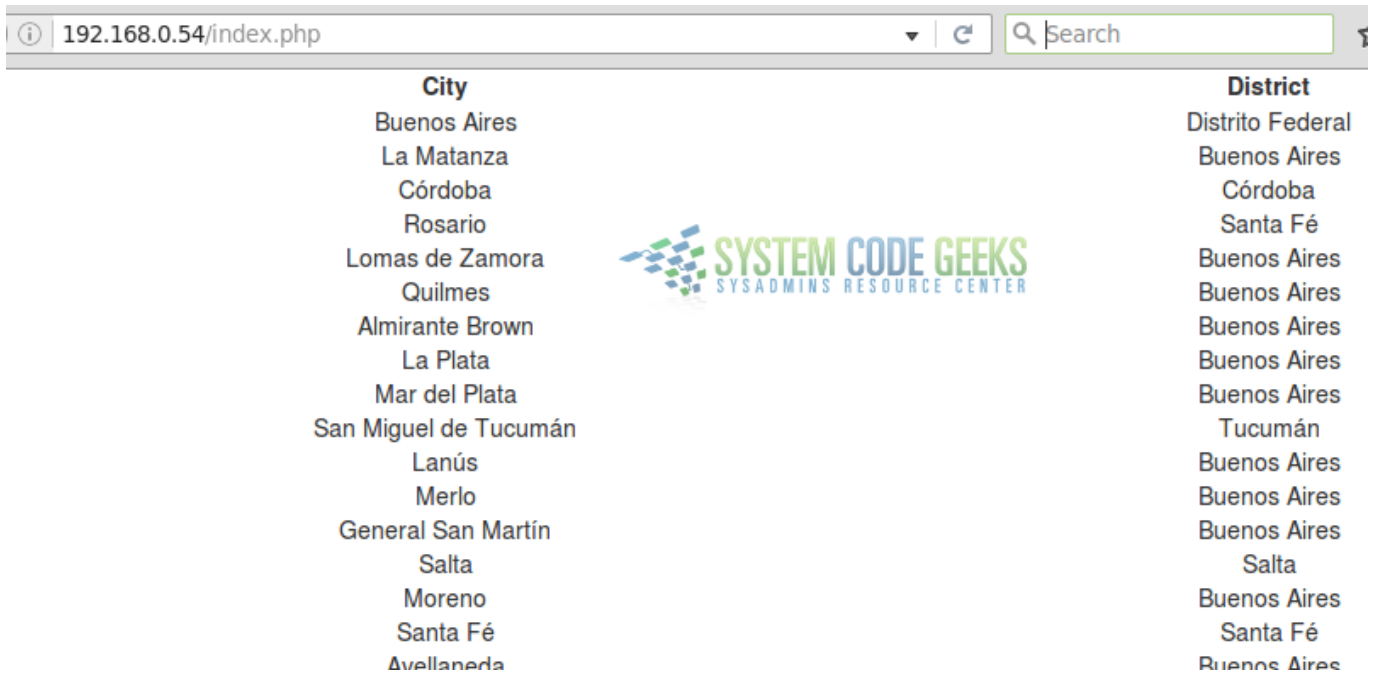 192.168.0.54/index.php Search
City District
Buenos Aires Distrito Federal
La Matanza Buenos Aires
Córdoba Córdoba
Rosario Santa Fé
Lomas de Zamora Buenos Aires
SYSTEM CODE GEEKS
SYSADMINS RESOURCE CENTER
Quilmes Buenos Aires
Almirante Brown Buenos Aires
La Plata Buenos Aires
Mar del Plata Buenos Aires
San Miguel de Tucumán Tucumán
Lanús Buenos Aires
Merlo Buenos Aires
General San Martín Buenos Aires
Salta Salta
Moreno Buenos Aires
Santa Fé Santa Fé
Avellaneda Buenos Aires